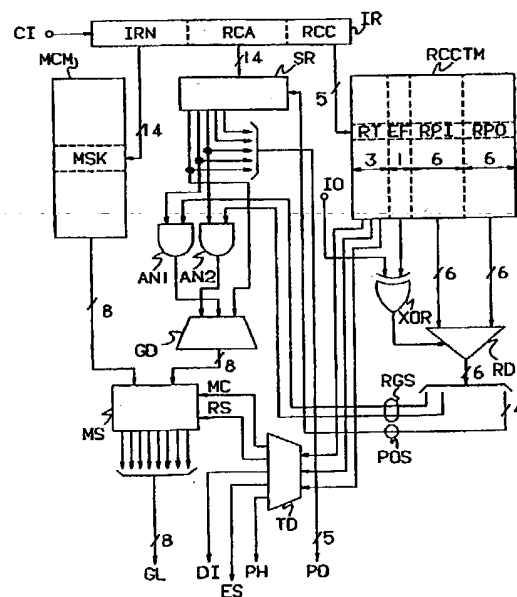 CI IRN RCA RCC IR
MCM 14 SR RCCTM
5
14
MSK RT EF RPI RPO
3 1 6 6
IO
AN1 AN2 6 6
XOR
8 GD RD
8 6
MC RGS
RS 4
MS POS
TD
8 5
GL DI PH PO
ES